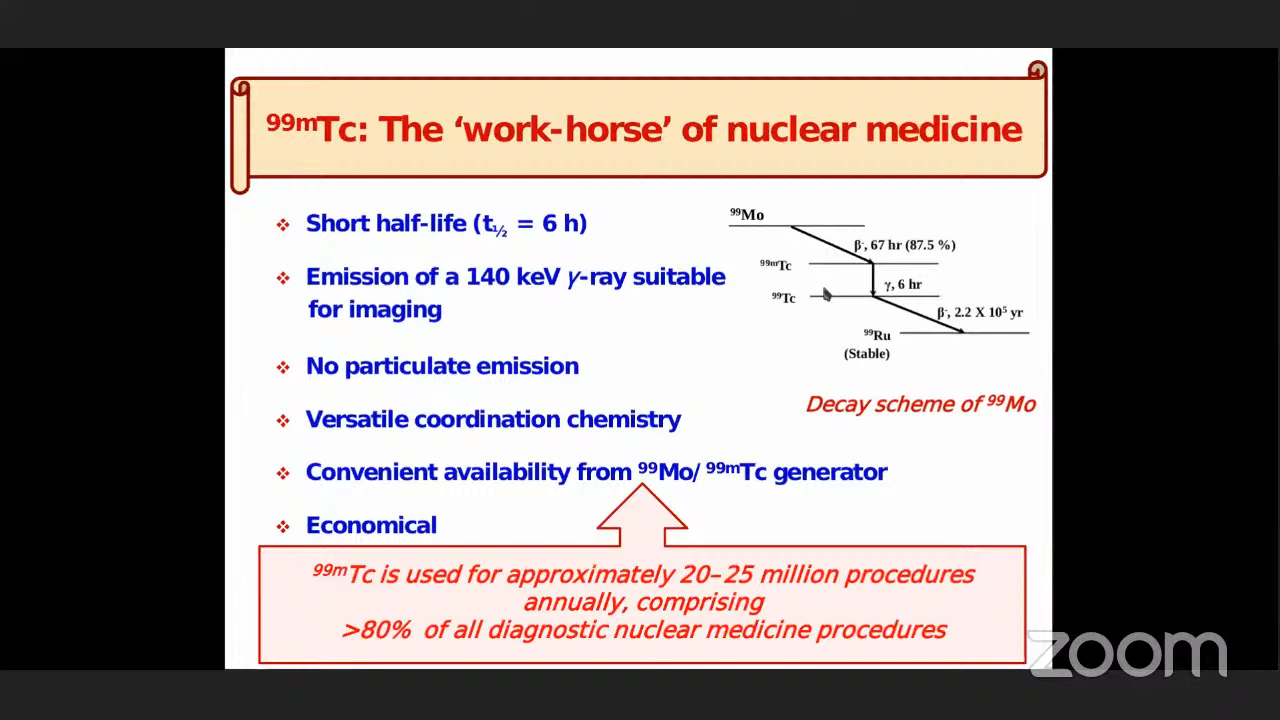 ⁹⁹ᵐTc: The ‘work-horse’ of nuclear medicine
❖ Short half-life (t½ = 6 h)
❖ Emission of a 140 keV γ-ray suitable
for imaging
❖ No particulate emission
❖ Versatile coordination chemistry
❖ Convenient availability from ⁹⁹Mo/ ⁹⁹ᵐTc generator
❖ Economical
⁹⁹Mo
β⁻, 67 hr (87.5 %)
⁹⁹ᵐTc
γ, 6 hr
⁹⁹Tc
β⁻, 2.2 X 10⁵ yr
⁹⁹Ru
(Stable)
Decay scheme of ⁹⁹Mo
⁹⁹ᵐTc is used for approximately 20–25 million procedures
annually, comprising
>80% of all diagnostic nuclear medicine procedures
zoom